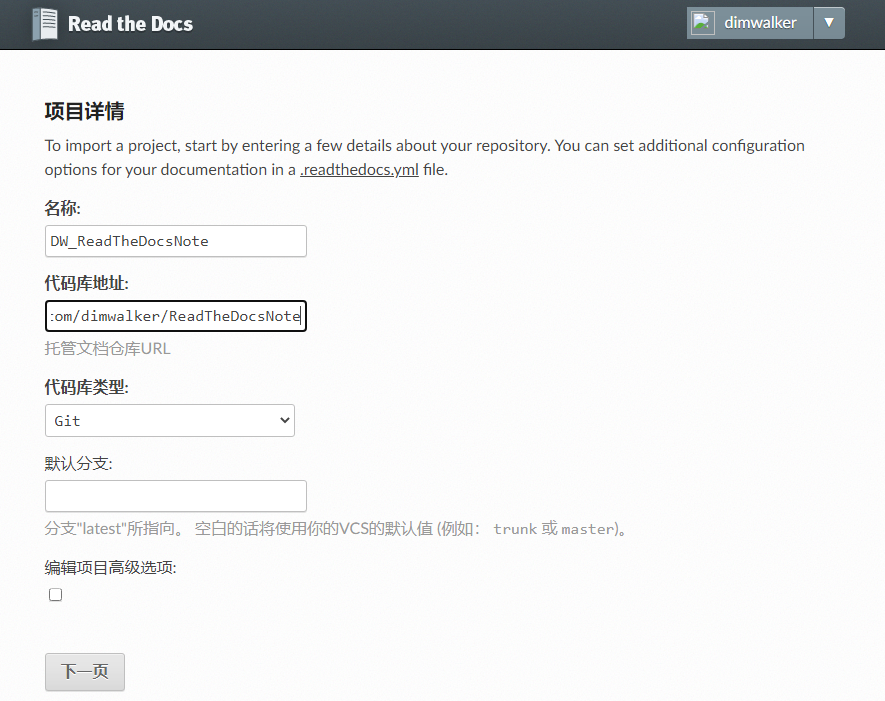 Read the Docs
dimwalker
项目详情
To import a project, start by entering a few details about your repository. You can set additional configuration
options for your documentation in a .readthedocs.yml file.
名称:
DW_ReadTheDocsNote
代码库地址:
:om/dimwalker/ReadTheDocsNote
托管文档仓库URL
代码库类型:
Git
默认分支:
分支"latest"所指向。 空白的话将使用你的VCS的默认值 (例如： trunk 或 master)。
编辑项目高级选项:
下一页